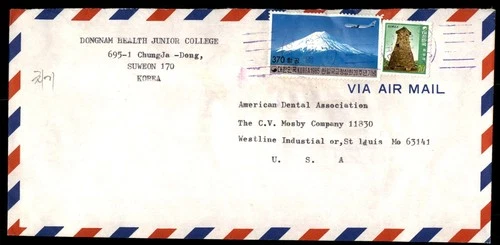 DONGNAM HEALTH JUNIOR COLLEGE
695-1 ChungJa -Dong,
SUWEON 170
KOREA
370
VIA AIR MAIL
American Dental Association
The C.V. Mosby Company 11830
Westline Industial or,St lguis Mo 63141
U. S. A